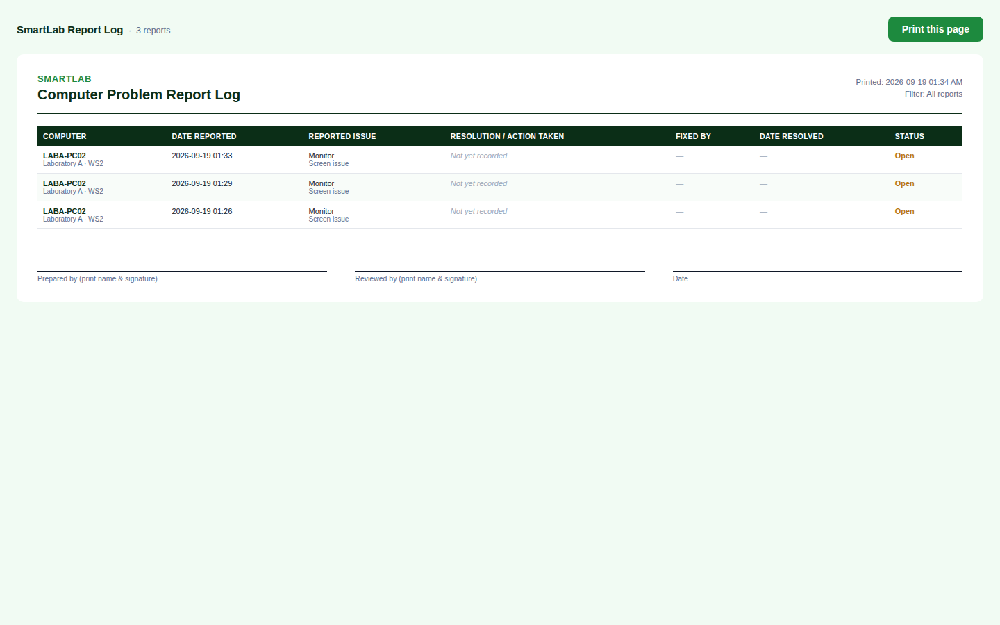 SmartLab Report Log · 3 reports
Print this page
SMARTLAB
Computer Problem Report Log
Printed: 2026-09-19 01:34 AM
Filter: All reports
COMPUTER DATE REPORTED REPORTED ISSUE RESOLUTION / ACTION TAKEN FIXED BY DATE RESOLVED STATUS
LABA-PC02 2026-09-19 01:33 Monitor Not yet recorded — — Open
Laboratory A · WS2 Screen issue
LABA-PC02 2026-09-19 01:29 Monitor Not yet recorded — — Open
Laboratory A · WS2 Screen issue
LABA-PC02 2026-09-19 01:26 Monitor Not yet recorded — — Open
Laboratory A · WS2 Screen issue
Prepared by (print name & signature) Reviewed by (print name & signature) Date